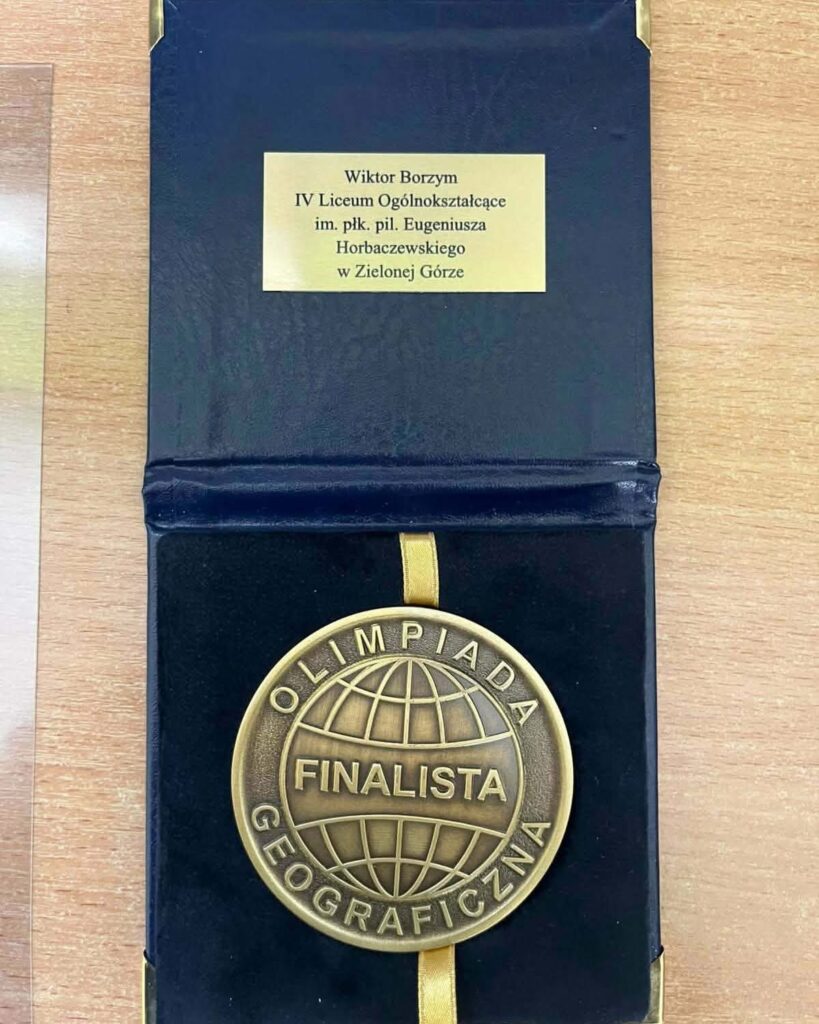 Wiktor Borzym
IV Liceum Ogólnokształcące
im. płk. pil. Eugeniusza
Horbaczewskiego
w Zielonej Górze
OLIMPIADA
FINALISTA
GEOGRAFICZNA